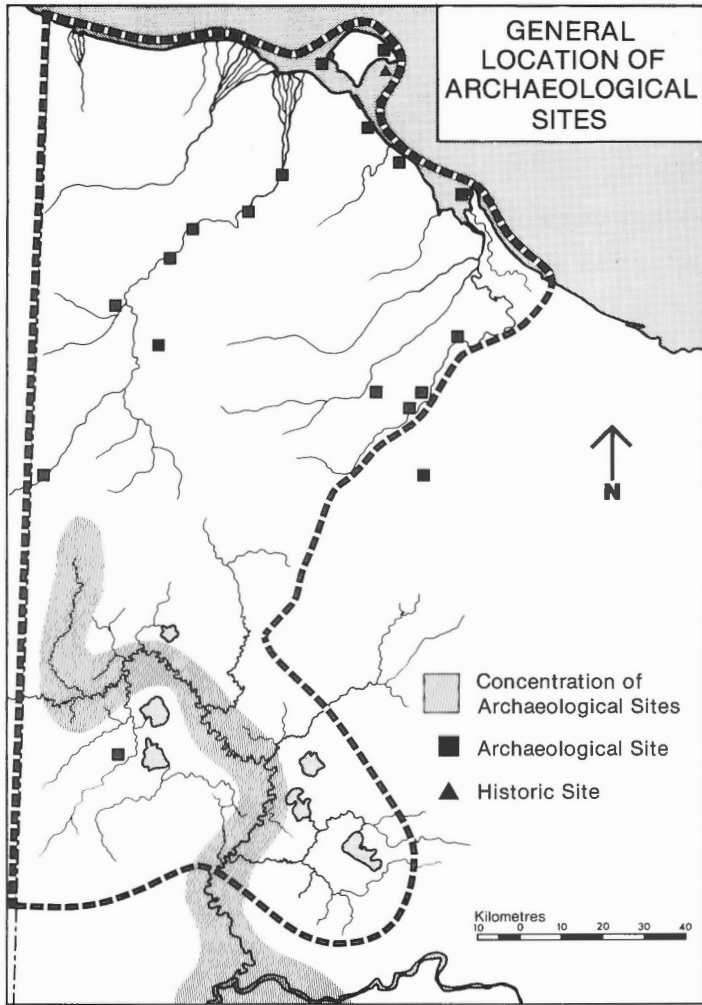 GENERAL
LOCATION OF
ARCHAEOLOGICAL
SITES
N
Concentration of
Archaeological Sites
Archaeological Site
Historic Site
Kilometres
10 0 10 20 30 40